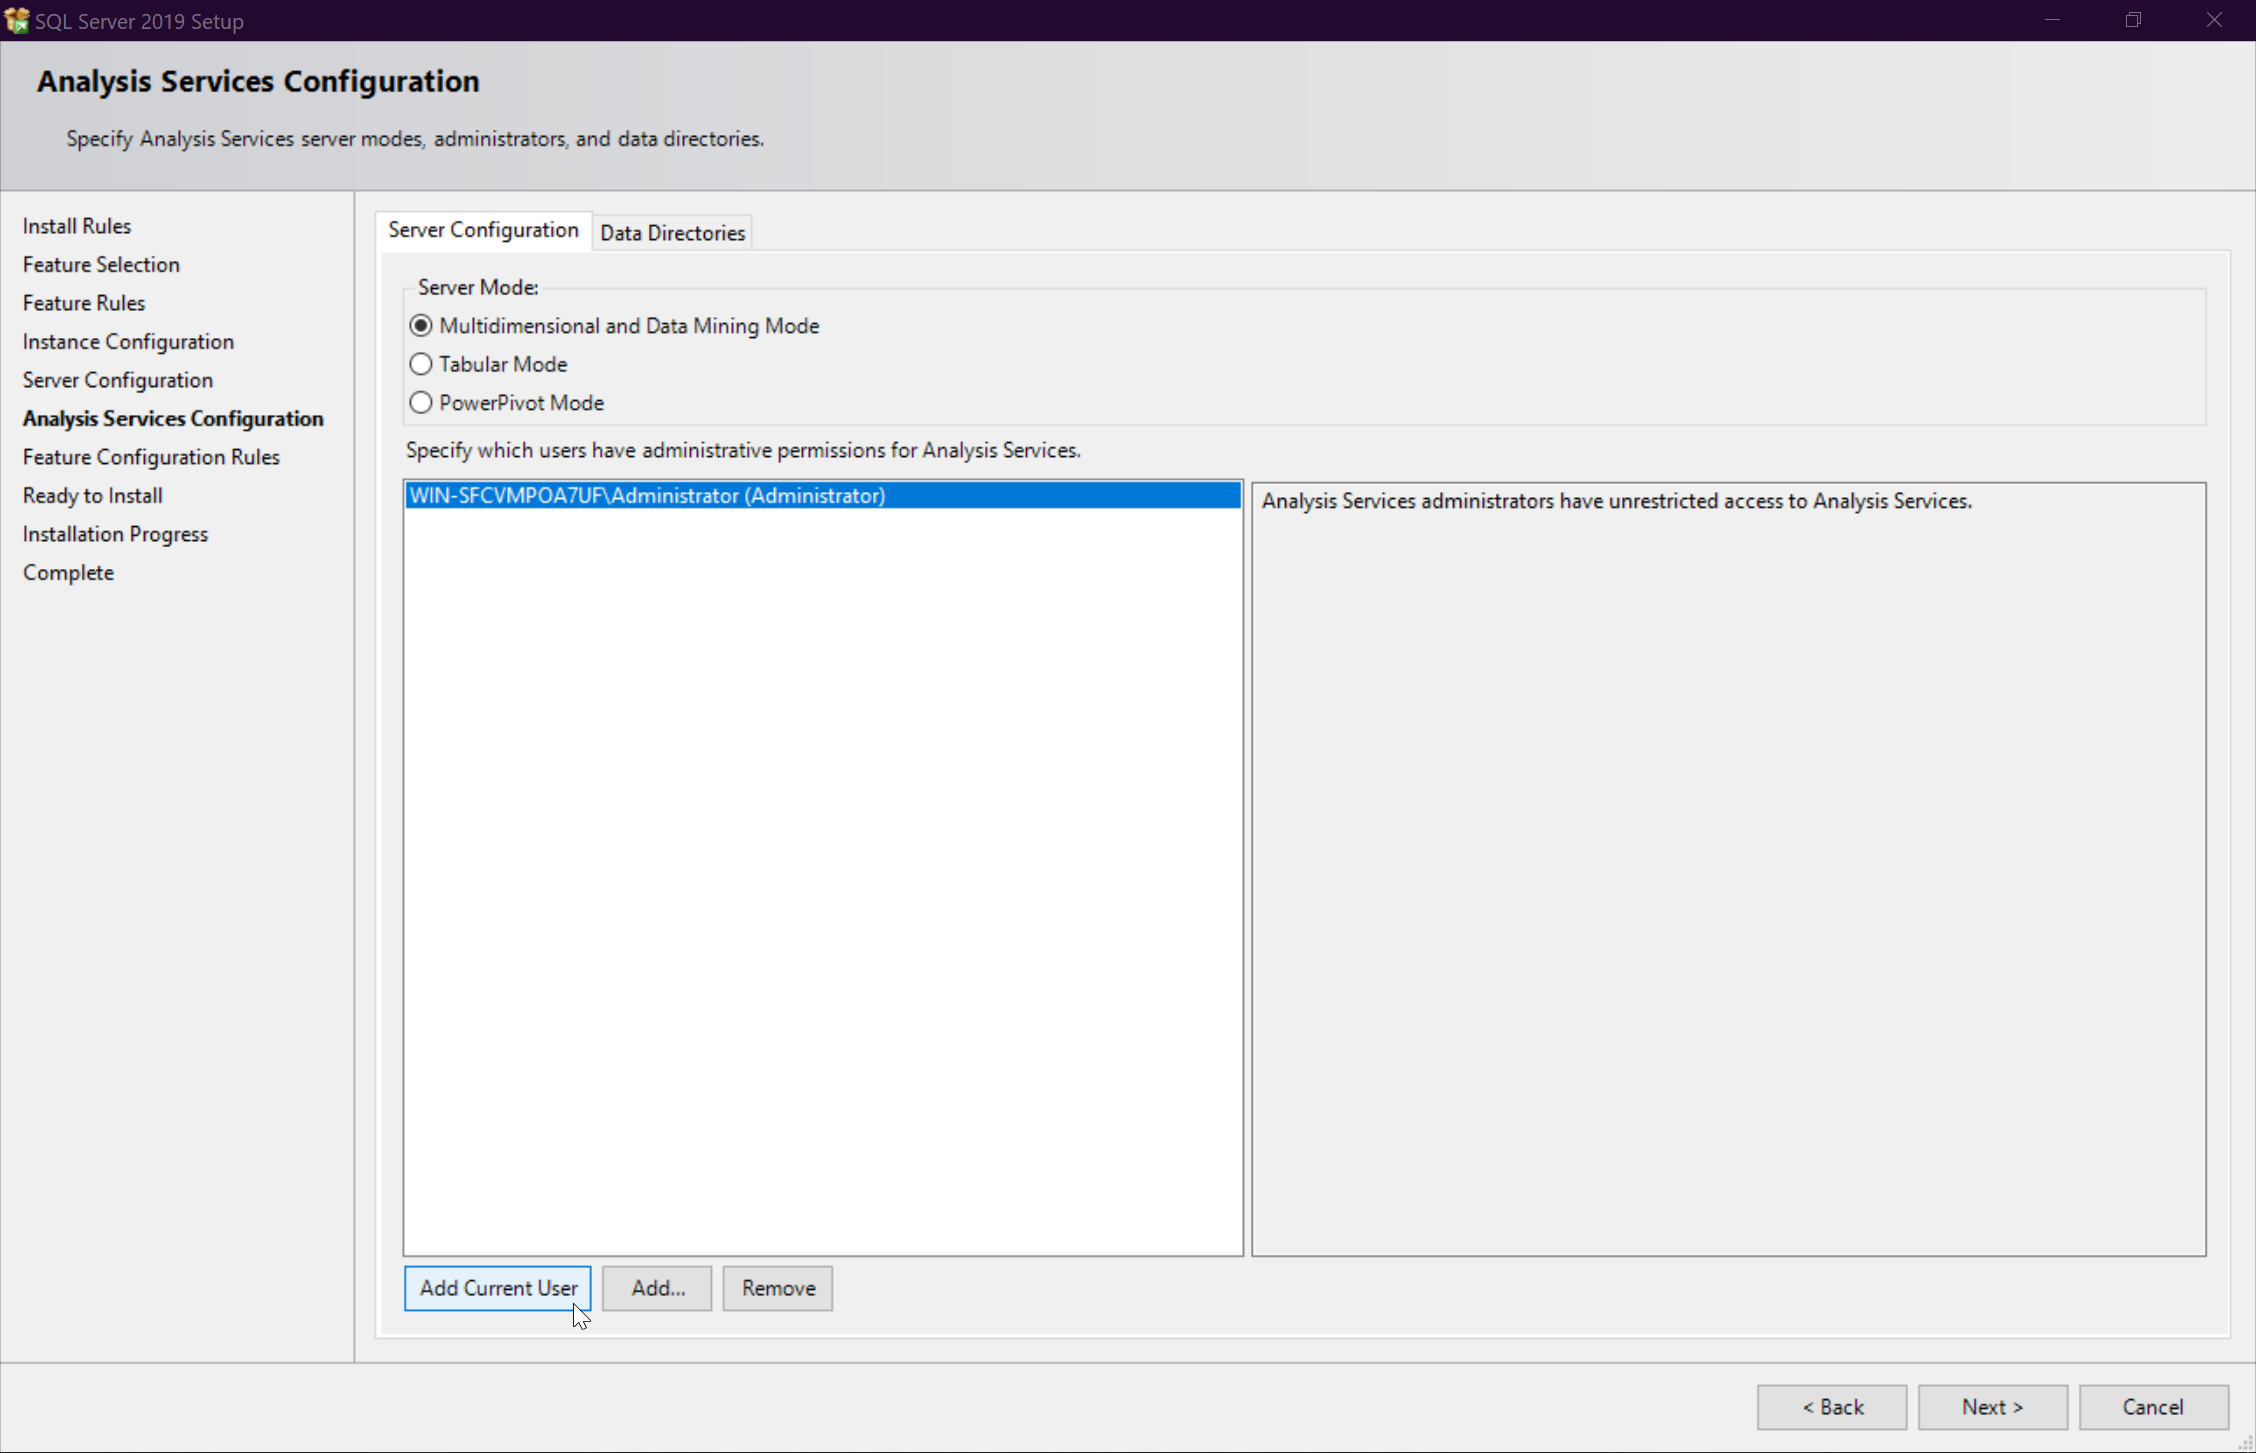 SQL Server 2019 Setup
Analysis Services Configuration
Specify Analysis Services server modes, administrators, and data directories.
Install Rules
Feature Selection
Feature Rules
Instance Configuration
Server Configuration
Analysis Services Configuration
Feature Configuration Rules
Ready to Install
Installation Progress
Complete
Server Configuration
Data Directories
Server Mode:
Multidimensional and Data Mining Mode
Tabular Mode
PowerPivot Mode
Specify which users have administrative permissions for Analysis Services.
WIN-SFCVMPOA7UF\Administrator (Administrator)
Analysis Services administrators have unrestricted access to Analysis Services.
Add Current User
Add...
Remove
< Back
Next >
Cancel